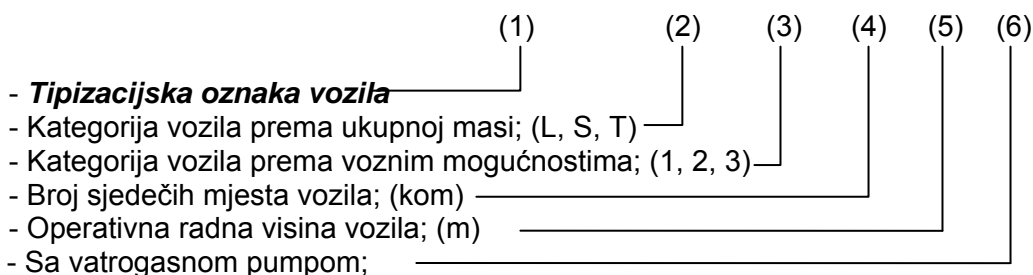 (1) (2) (3) (4) (5) (6)
- Tipizacijska oznaka vozila
- Kategorija vozila prema ukupnoj masi; (L, S, T)
- Kategorija vozila prema voznim mogućnostima; (1, 2, 3)
- Broj sjedečih mjesta vozila; (kom)
- Operativna radna visina vozila; (m)
- Sa vatrogasnom pumpom;